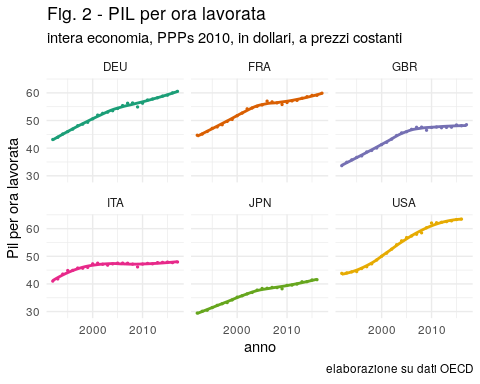 Fig. 2 - PIL per ora lavorata
intera economia, PPPs 2010, in dollari, a prezzi costanti
DEU FRA GBR
60
50
40
30
ITA JPN USA
60
50
40
30
Pil per ora lavorata
2000 2010 2000 2010 2000 2010
anno
elaborazione su dati OECD